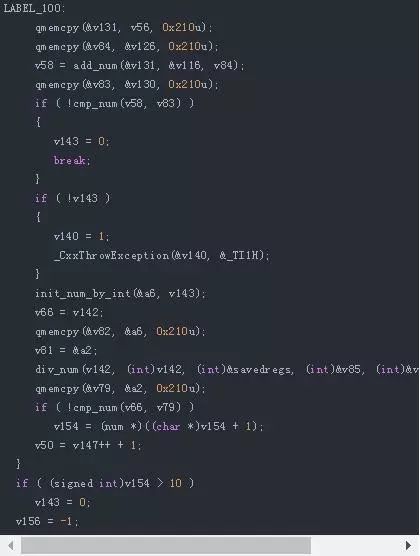 LABEL_100:
qmemcpy(&v131, v56, 0x210u);
qmemcpy(&v84, &v126, 0x210u);
v58 = add_num(&v131, &v116, v84);
qmemcpy(&v83, &v130, 0x210u);
if ( !cmp_num(v58, v83) )
{
v143 = 0;
break;
}
if ( !v143 )
{
v140 = 1;
_CxxThrowException(&v140, &_TI1H);
}
init_num_by_int(&a6, v143);
v66 = v142;
qmemcpy(&v82, &a6, 0x210u);
v81 = &a2;
div_num(v142, (int)v142, (int)&savedregs, (int)&v85, (int)&v
qmemcpy(&v79, &a2, 0x210u);
if ( !cmp_num(v66, v79) )
v154 = (num *)((char *)v154 + 1);
v50 = v147++ + 1;
}
if ( (signed int)v154 > 10 )
v143 = 0;
v156 = -1;